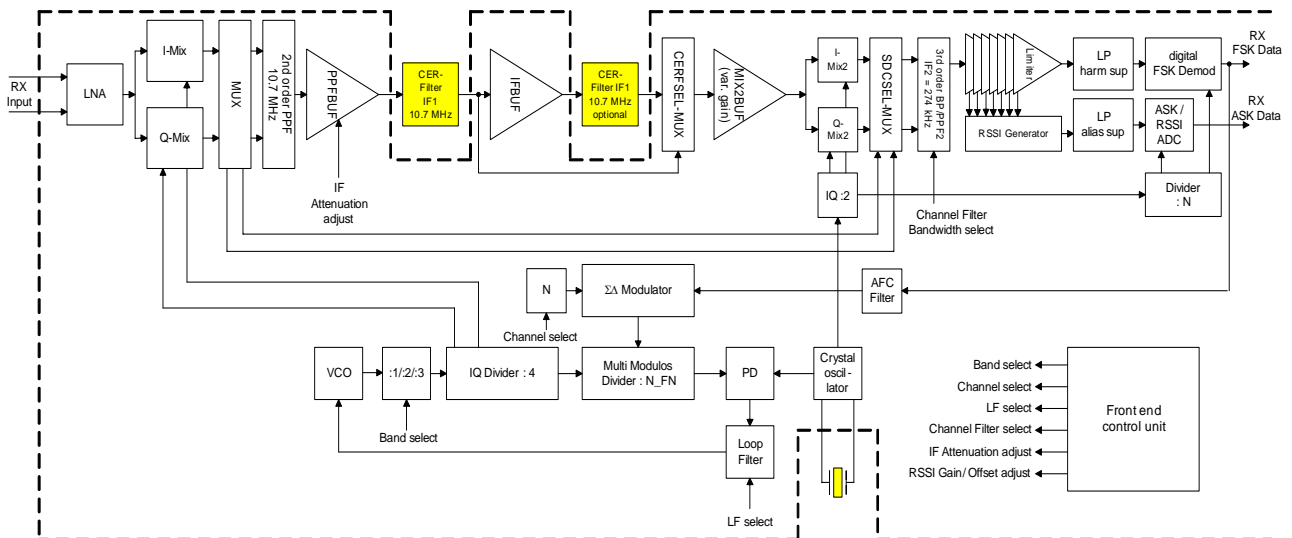 RX
Input
LNA
I-Mix
Q-Mix
MUX
2nd order PPF
10.7 MHz
PPFBUF
IF
Attenuation
adjust
CER-
Filter
IF1
10.7 MHz
IFBUF
CER-
Filter IF1
10.7 MHz
optional
CERFSEL-MUX
MIX2BUF
(var. gain)
I-
Mix2
Q-
Mix2
IQ :2
SDCSEL-MUX
3rd order BP/PPF2
IF2 = 274 kHz
Channel Filter
Bandwidth select
Limiter
RSSI Generator
LP
harm sup
LP
alias sup
digital
FSK Demod
ASK /
RSSI
ADC
Divider
: N
RX
FSK Data
RX
ASK Data
N
Channel select
ΣΔ Modulator
AFC
Filter
VCO
:1/:2/:3
Band select
IQ Divider : 4
Multi Modulos
Divider : N_FN
PD
Crystal
oscil -
lator
Loop
Filter
LF select
Band select
Channel select
LF select
Channel Filter select
IF Attenuation adjust
RSSI Gain/ Offset adjust
Front end
control unit